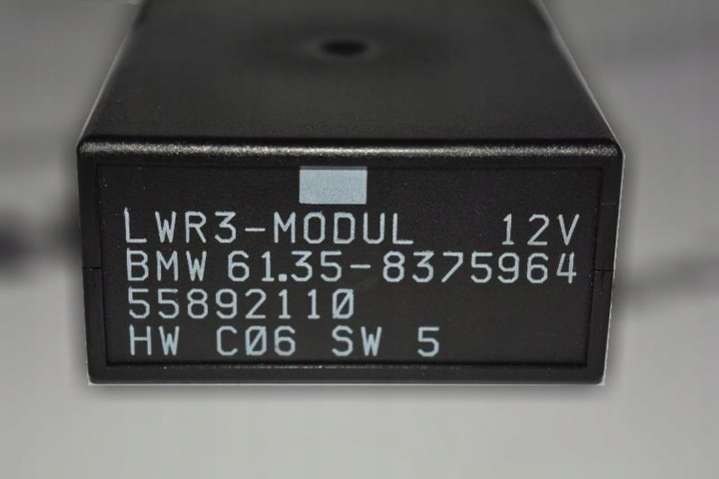 LWR3-MODUL 12V
BMW 61.35-8375964
55892110
HW C06 SW 5